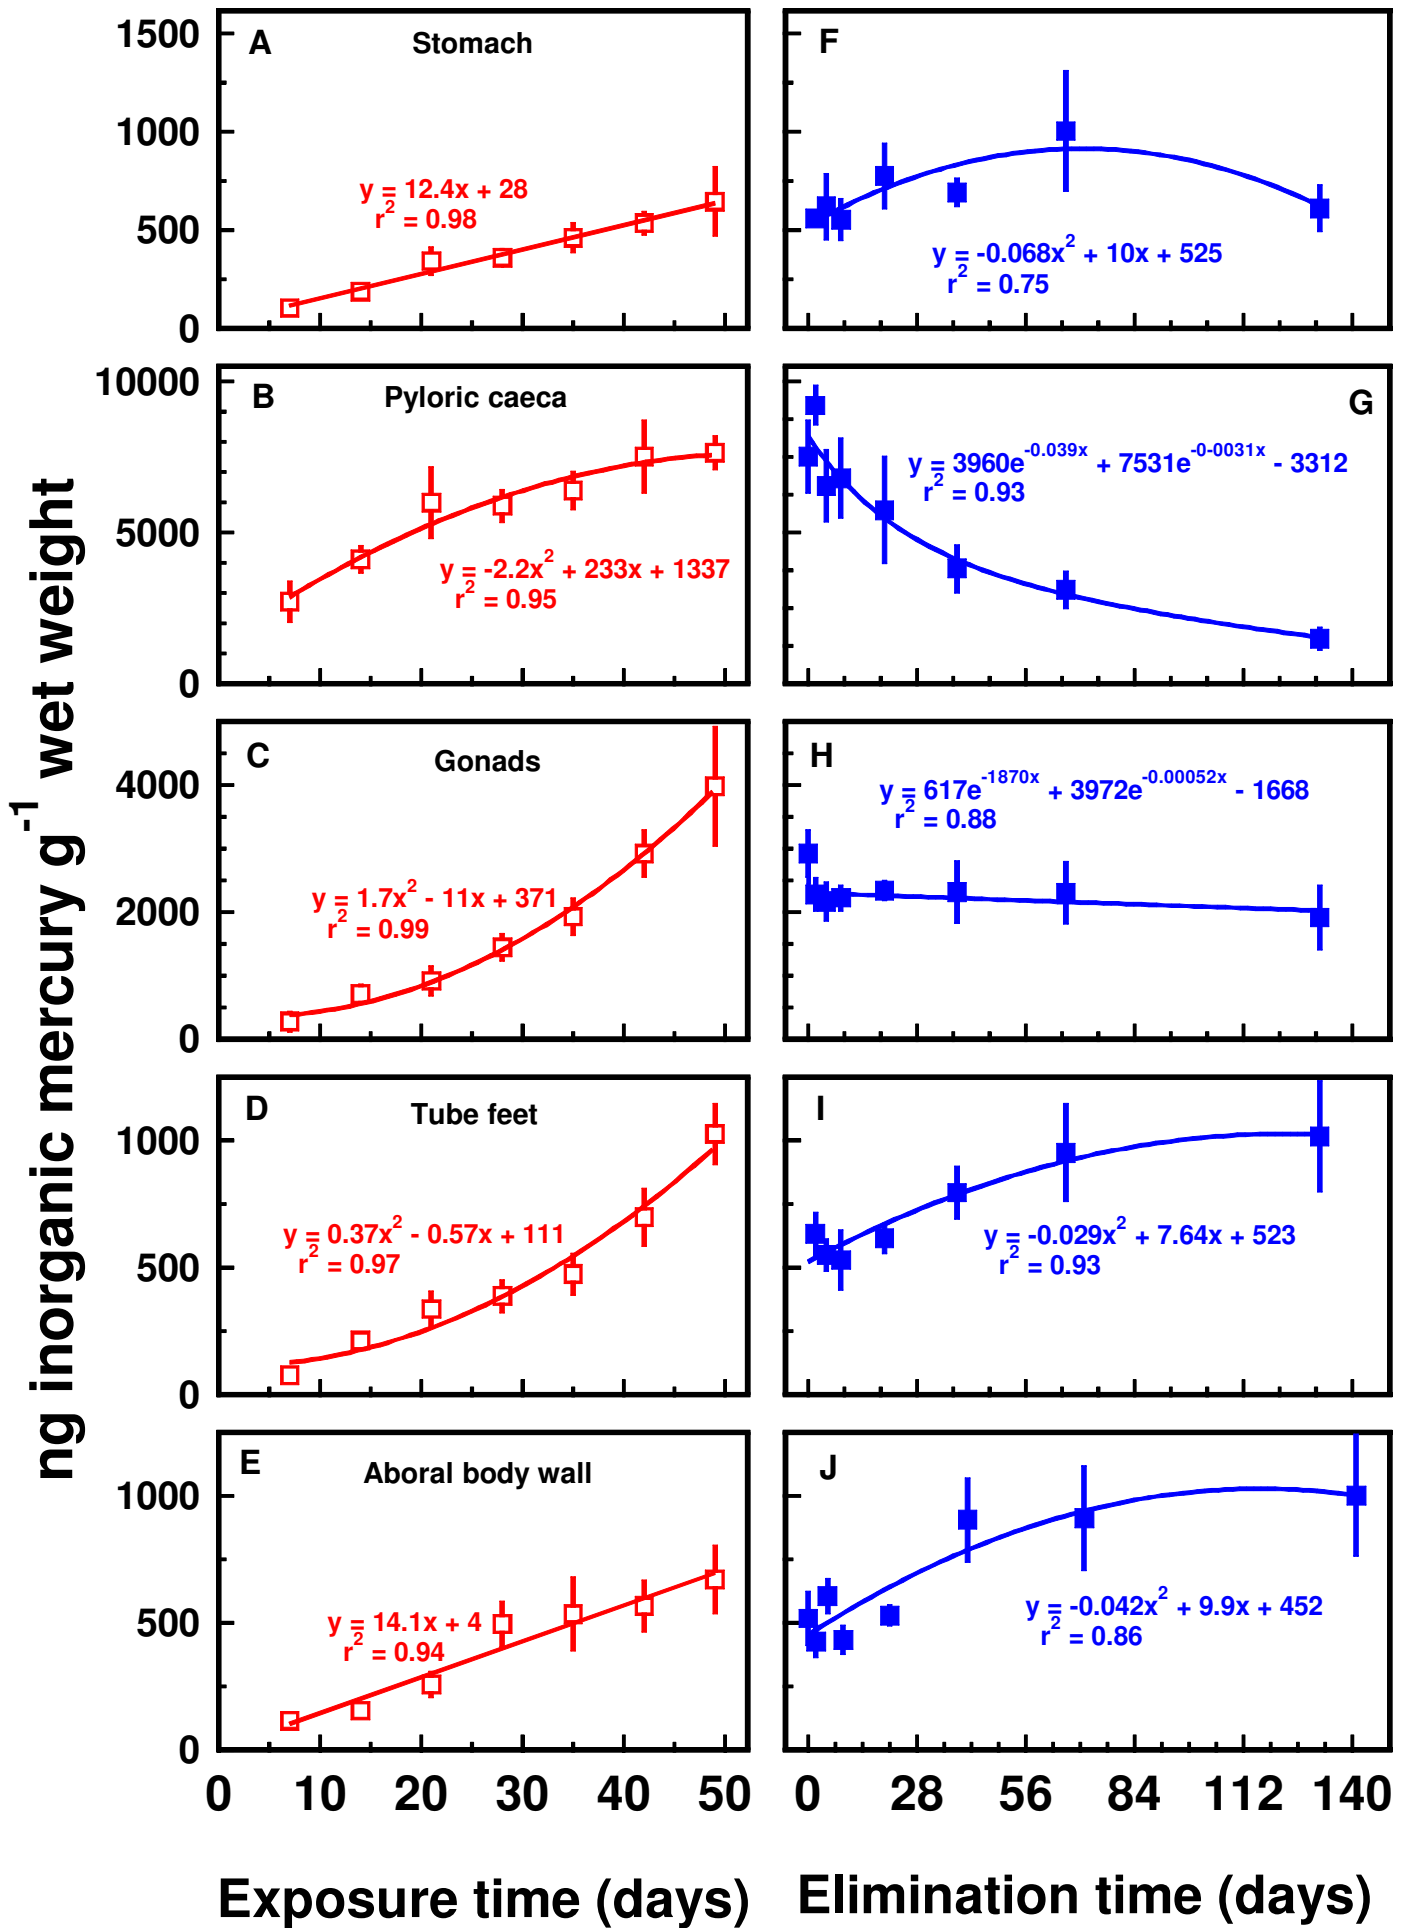 ng inorganic mercury g⁻¹ wet weight
A
Stomach
1500
1000
500
0
y = 12.4x + 28
r² = 0.98
F
y = -0.068x² + 10x + 525
r² = 0.75
B
Pyloric caeca
10000
5000
0
y = -2.2x² + 233x + 1337
r² = 0.95
G
y = 3960e^-0.039x + 7531e^-0-0031x - 3312
r² = 0.93
C
Gonads
4000
2000
0
y = 1.7x² - 11x + 371
r² = 0.99
H
y = 617e^-1870x + 3972e^-0.00052x - 1668
r² = 0.88
D
Tube feet
1000
500
0
y = 0.37x² - 0.57x + 111
r² = 0.97
I
y = -0.029x² + 7.64x + 523
r² = 0.93
E
Aboral body wall
1000
500
0
y = 14.1x + 4
r² = 0.94
J
y = -0.042x² + 9.9x + 452
r² = 0.86
0 10 20 30 40 50
0 28 56 84 112 140
Exposure time (days)
Elimination time (days)